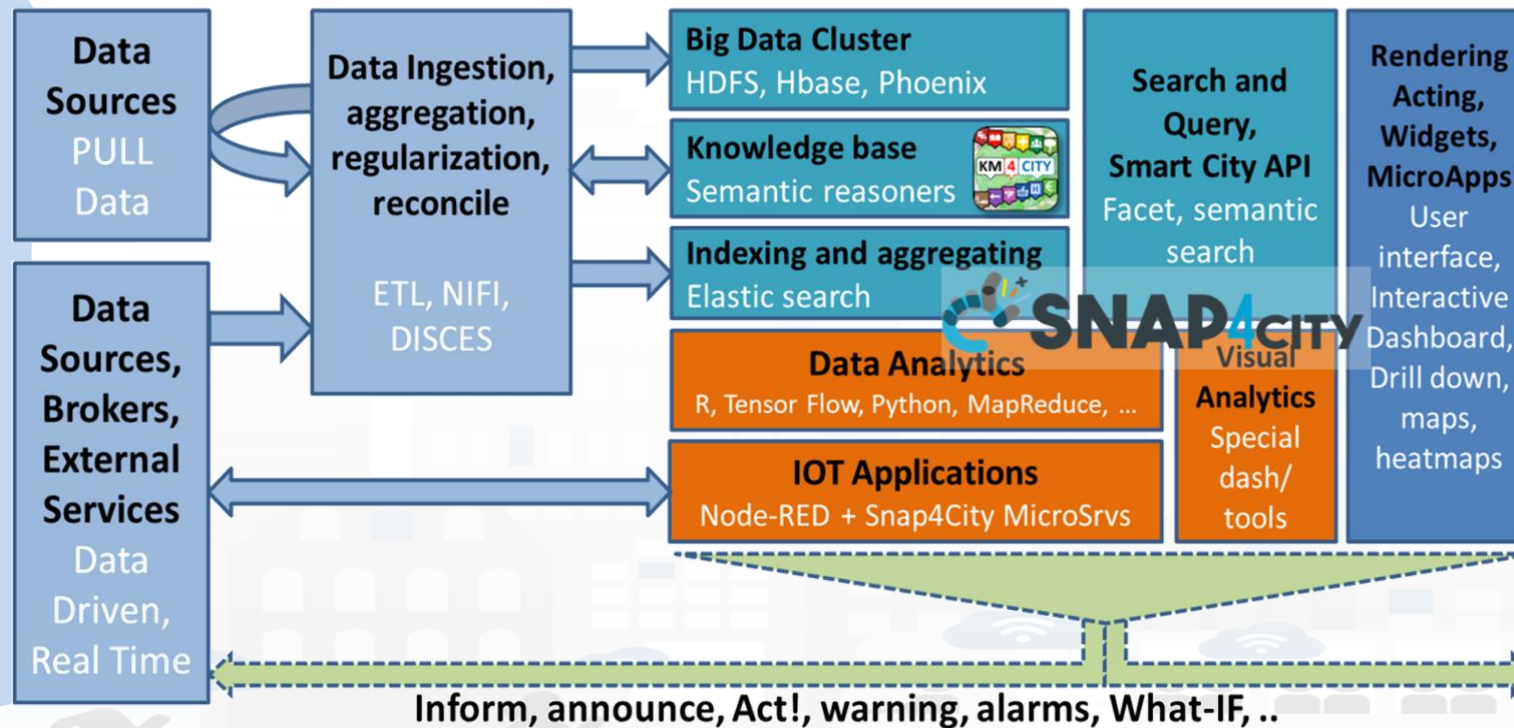 Data
Sources
PULL
Data
Data
Sources,
Brokers,
External
Services
Data
Driven,
Real Time
Data Ingestion,
aggregation,
regularization,
reconcile
ETL, NIFI,
DISCES
Big Data Cluster
HDFS, Hbase, Phoenix
Knowledge base
Semantic reasoners
KM 4 CITY
Indexing and aggregating
Elastic search
Data Analytics
R, Tensor Flow, Python, MapReduce, ...
IOT Applications
Node-RED + Snap4City MicroSrvs
Search and
Query,
Smart City API
Facet, semantic
search
SNAP4CITY
Visual
Analytics
Special
dash/
tools
Rendering
Acting,
Widgets,
MicroApps
User
interface,
Interactive
Dashboard,
Drill down,
maps,
heatmaps
Inform, announce, Act!, warning, alarms, What-IF, ..